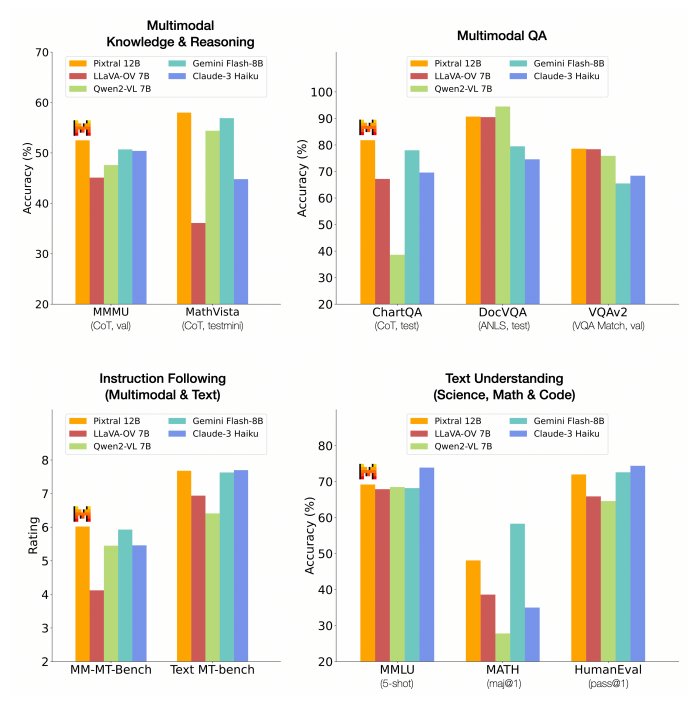 Multimodal
Knowledge & Reasoning
70
60
50
40
30
20
Accuracy (%)
Pixtral 12B
LLaVA-OV 7B
Qwen2-VL 7B
Gemini Flash-8B
Claude-3 Haiku
MMMU
(CoT, val)
MathVista
(CoT, testmini)
Multimodal QA
100
90
80
70
60
50
40
30
20
Accuracy (%)
Pixtral 12B
LLaVA-OV 7B
Qwen2-VL 7B
Gemini Flash-8B
Claude-3 Haiku
ChartQA
(CoT, test)
DocVQA
(ANLS, test)
VQAv2
(VQA Match, val)
Instruction Following
(Multimodal & Text)
8
7
6
5
4
3
2
Rating
Pixtral 12B
LLaVA-OV 7B
Qwen2-VL 7B
Gemini Flash-8B
Claude-3 Haiku
MM-MT-Bench
Text MT-bench
Text Understanding
(Science, Math & Code)
80
70
60
50
40
30
20
Accuracy (%)
Pixtral 12B
LLaVA-OV 7B
Qwen2-VL 7B
Gemini Flash-8B
Claude-3 Haiku
MMLU
(5-shot)
MATH
(maj@1)
HumanEval
(pass@1)